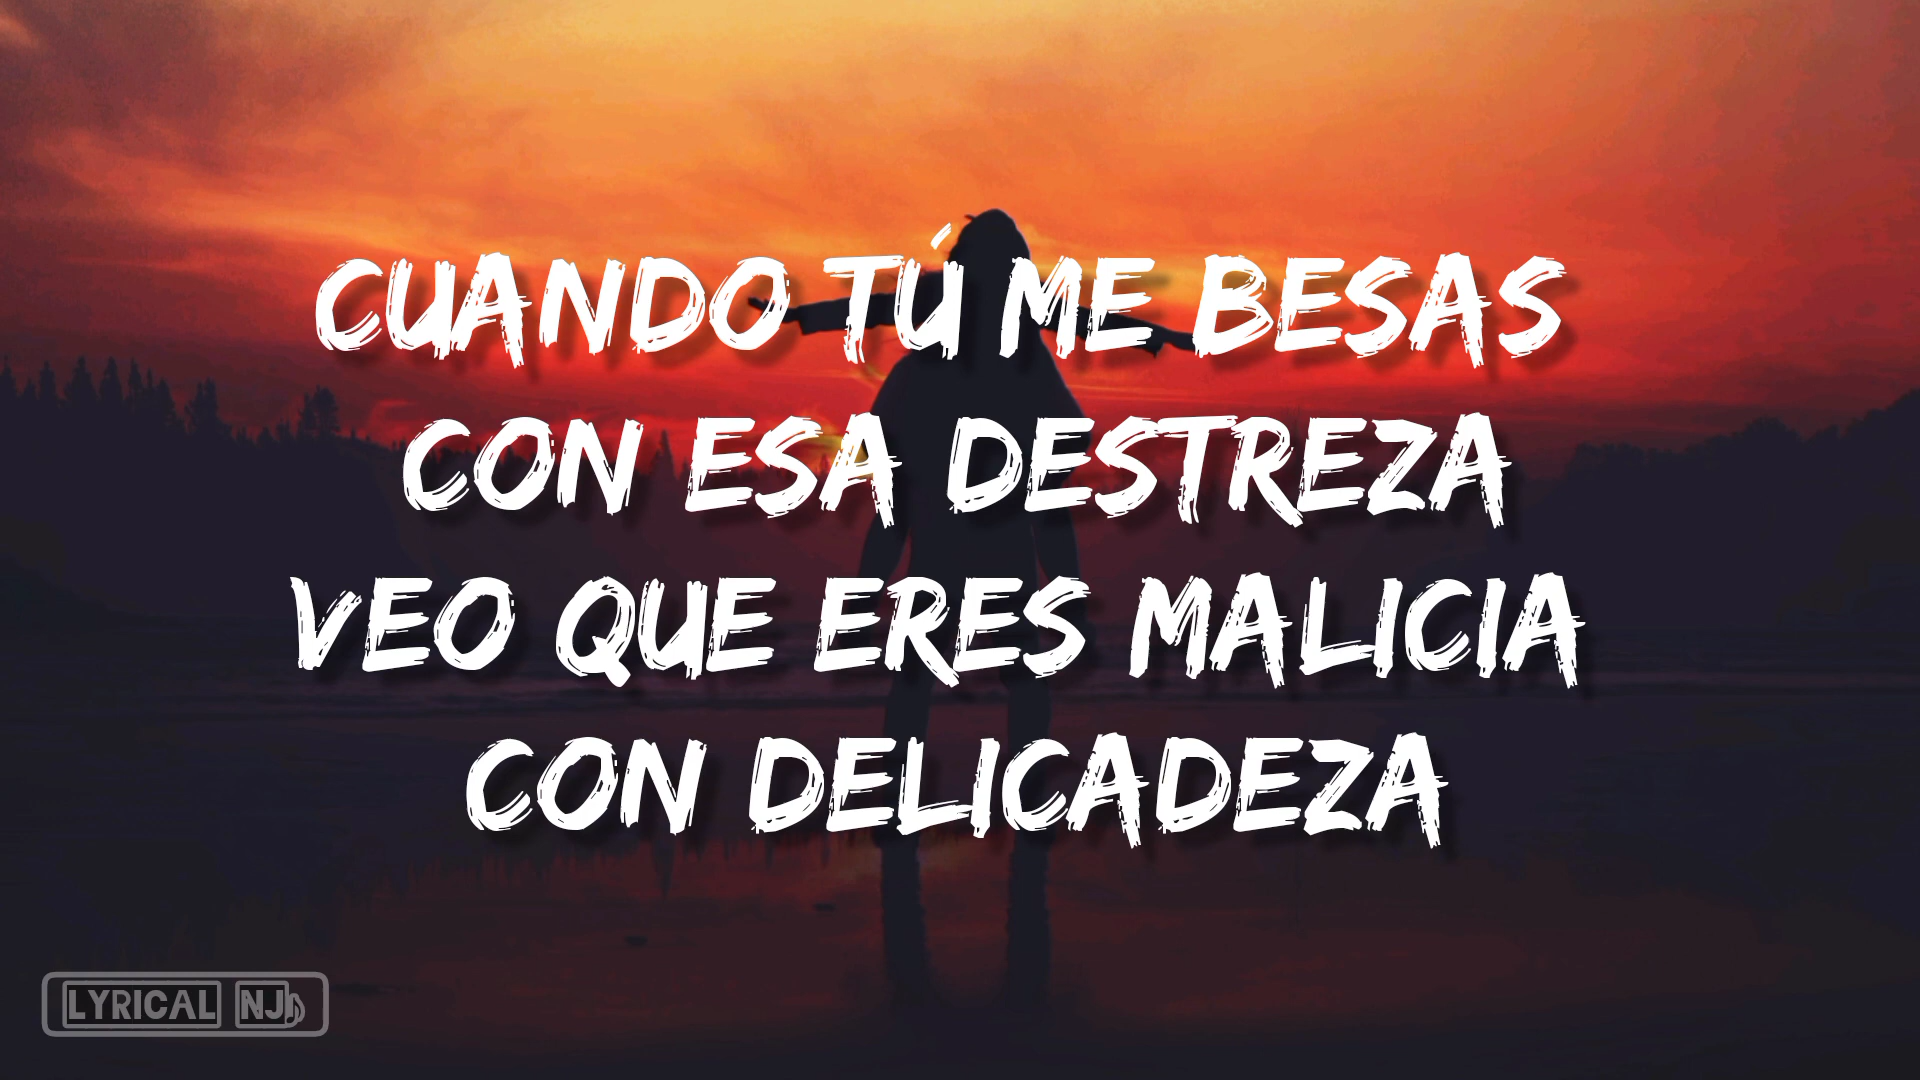 CUANDO TÚ ME BESAS
CON ESA DESTREZA
VEO QUE ERES MALICIA
CON DELICADEZA
LYRICAL NJ